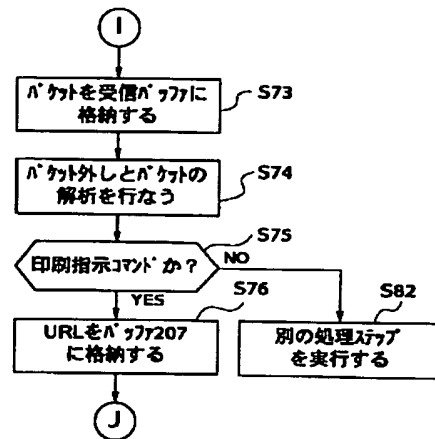 I
パケットを受信バッファに
格納する
S73
パケット外しとパケットの
解析を行なう
S74
印刷指示コマンドか?
S75
NO
YES
URLをバッファ207
に格納する
S76
別の処理ステップ
を実行する
S82
J